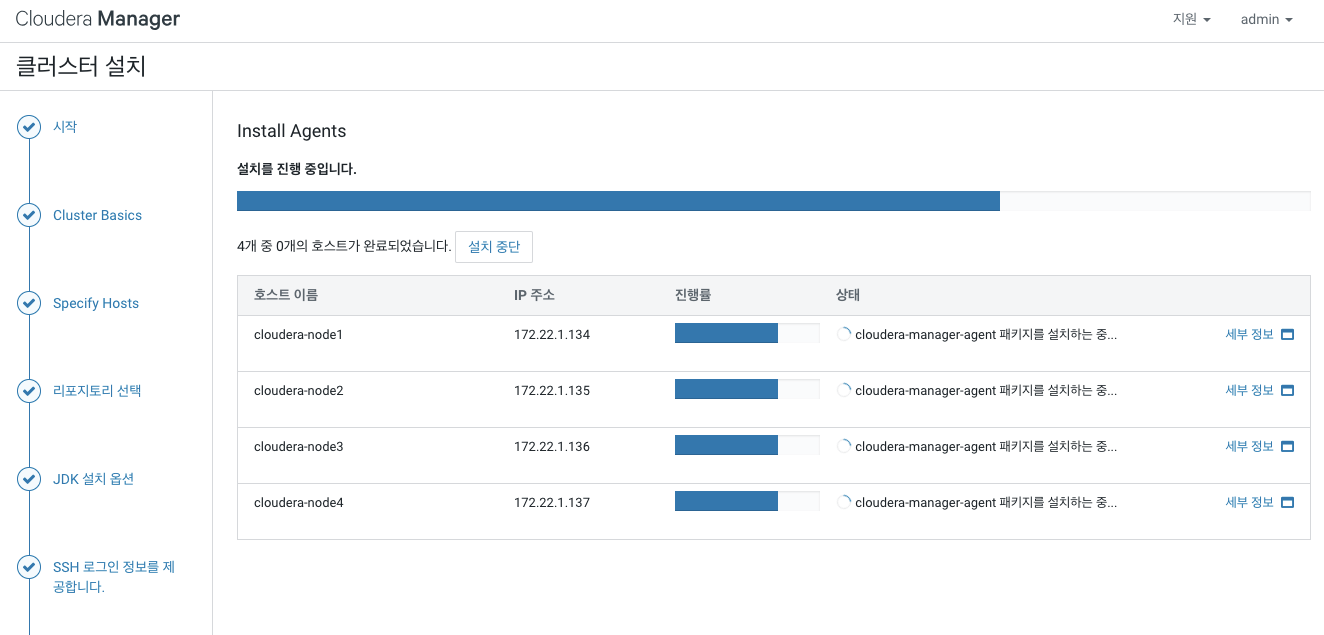 Cloudera Manager
지원
admin
클러스터 설치
시작
Cluster Basics
Specify Hosts
리포지토리 선택
JDK 설치 옵션
SSH 로그인 정보를 제
공합니다.
Install Agents
설치를 진행 중입니다.
4개 중 0개의 호스트가 완료되었습니다. 설치 중단
호스트 이름 IP 주소 진행률 상태
cloudera-node1 172.22.1.134 cloudera-manager-agent 패키지를 설치하는 중... 세부 정보
cloudera-node2 172.22.1.135 cloudera-manager-agent 패키지를 설치하는 중... 세부 정보
cloudera-node3 172.22.1.136 cloudera-manager-agent 패키지를 설치하는 중... 세부 정보
cloudera-node4 172.22.1.137 cloudera-manager-agent 패키지를 설치하는 중... 세부 정보